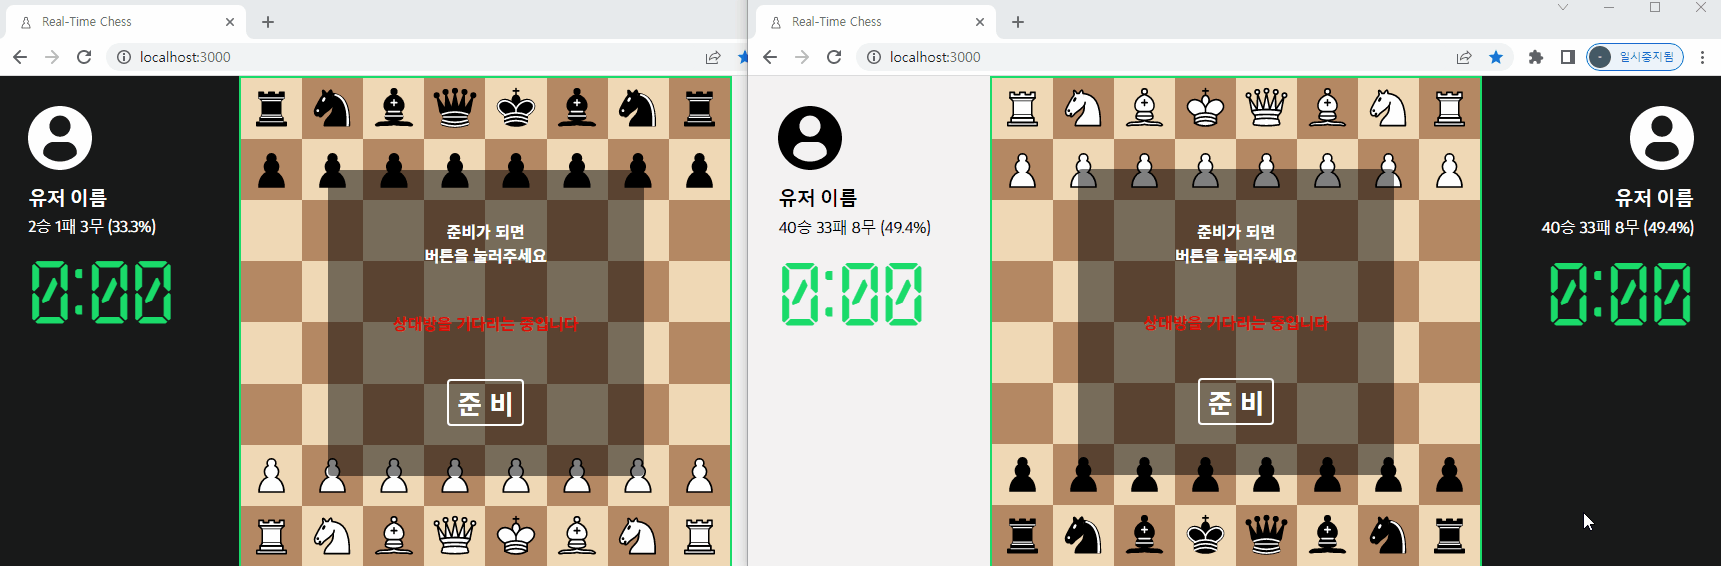 Real-Time Chess
localhost:3000
유저 이름
2승 1패 3무 (33.3%)
0:00
준비가 되면
버튼을 눌러주세요
상대방을 기다리는 중입니다
준 비
Real-Time Chess
localhost:3000
일시중지됨
유저 이름
40승 33패 8무 (49.4%)
0:00
준비가 되면
버튼을 눌러주세요
상대방을 기다리는 중입니다
준 비
유저 이름
40승 33패 8무 (49.4%)
0:00